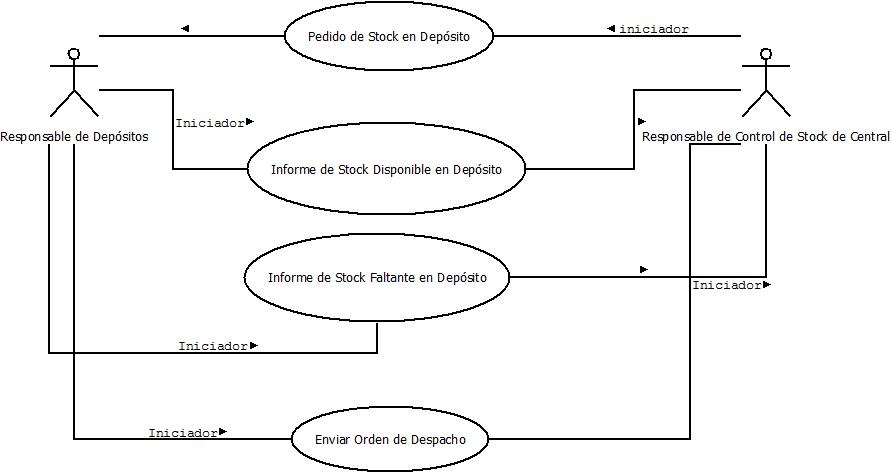 Pedido de Stock en Depósito
iniciador
Iniciador
Responsable de Depósitos
Responsable de Control de Stock de Central
Informe de Stock Disponible en Depósito
Informe de Stock Faltante en Depósito
Iniciador
Iniciador
Iniciador
Enviar Orden de Despacho